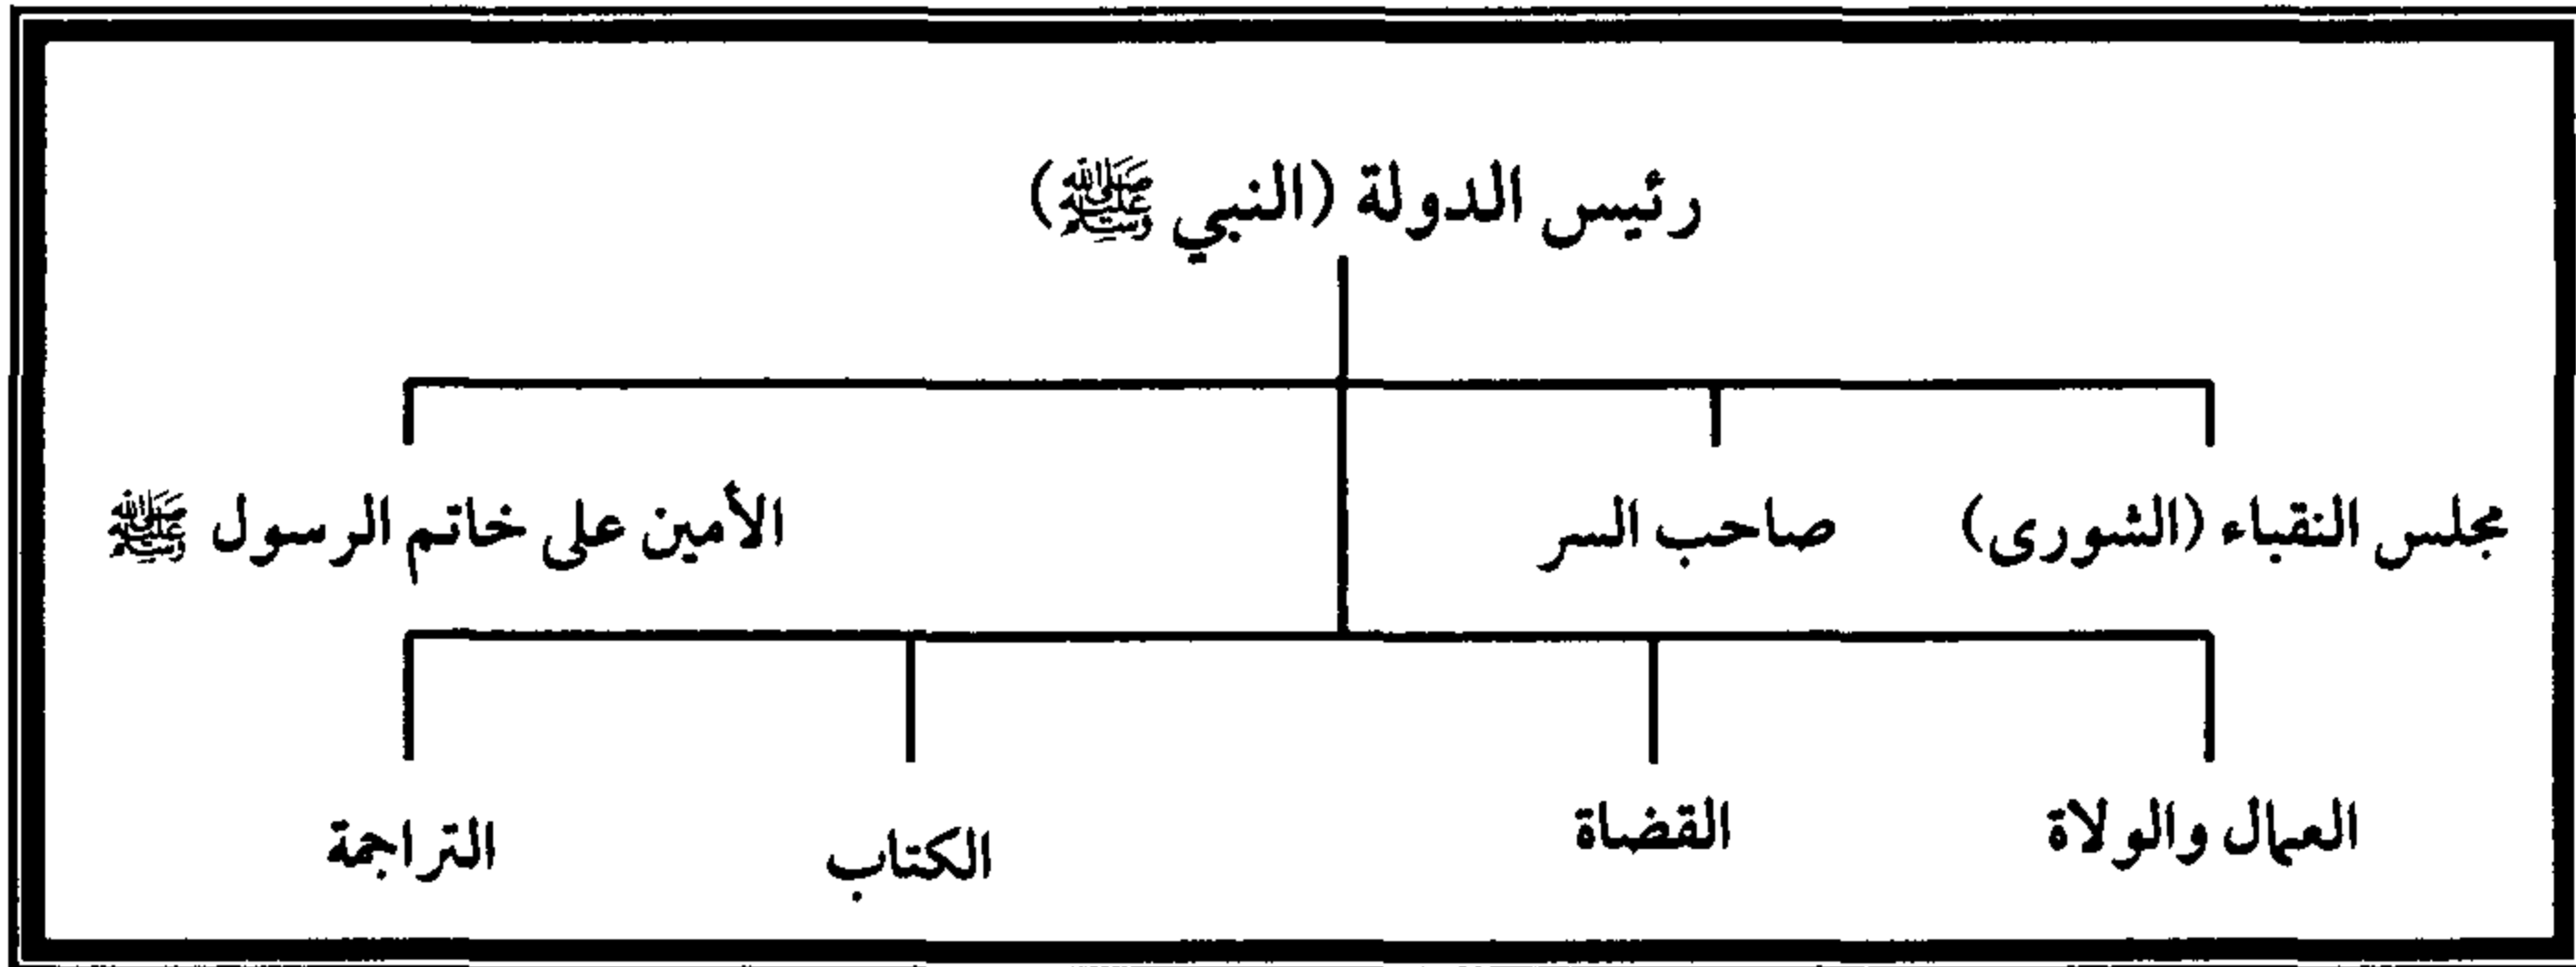 رئيس الدولة (النبي ﷺ)
مجلس النقباء (الشورى) صاحب السر الأمين على خاتم الرسول ﷺ
العمال والولاة القضاة الكتاب التراجمة